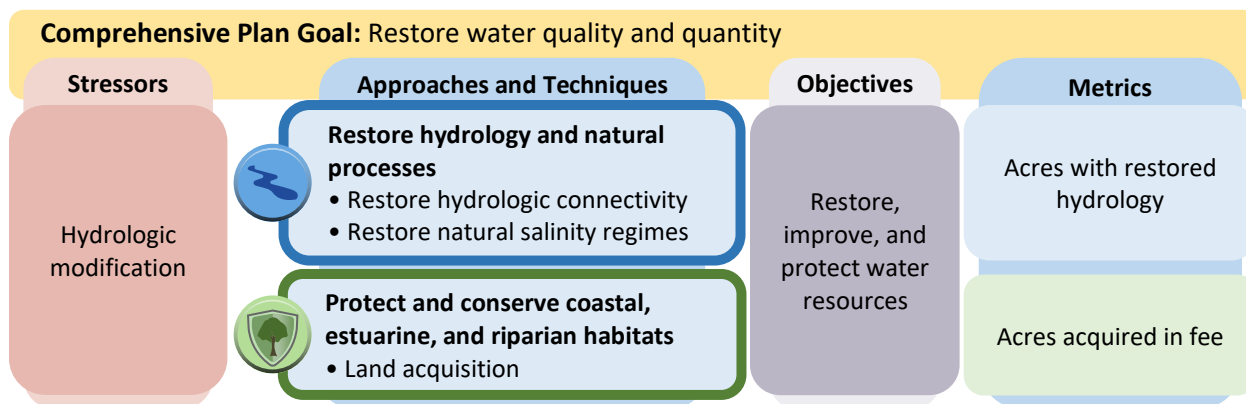 Comprehensive Plan Goal: Restore water quality and quantity
Stressors
Approaches and Techniques
Objectives
Metrics
Hydrologic
modification
Restore hydrology and natural
processes
• Restore hydrologic connectivity
• Restore natural salinity regimes
Protect and conserve coastal,
estuarine, and riparian habitats
• Land acquisition
Restore,
improve, and
protect water
resources
Acres with restored
hydrology
Acres acquired in fee